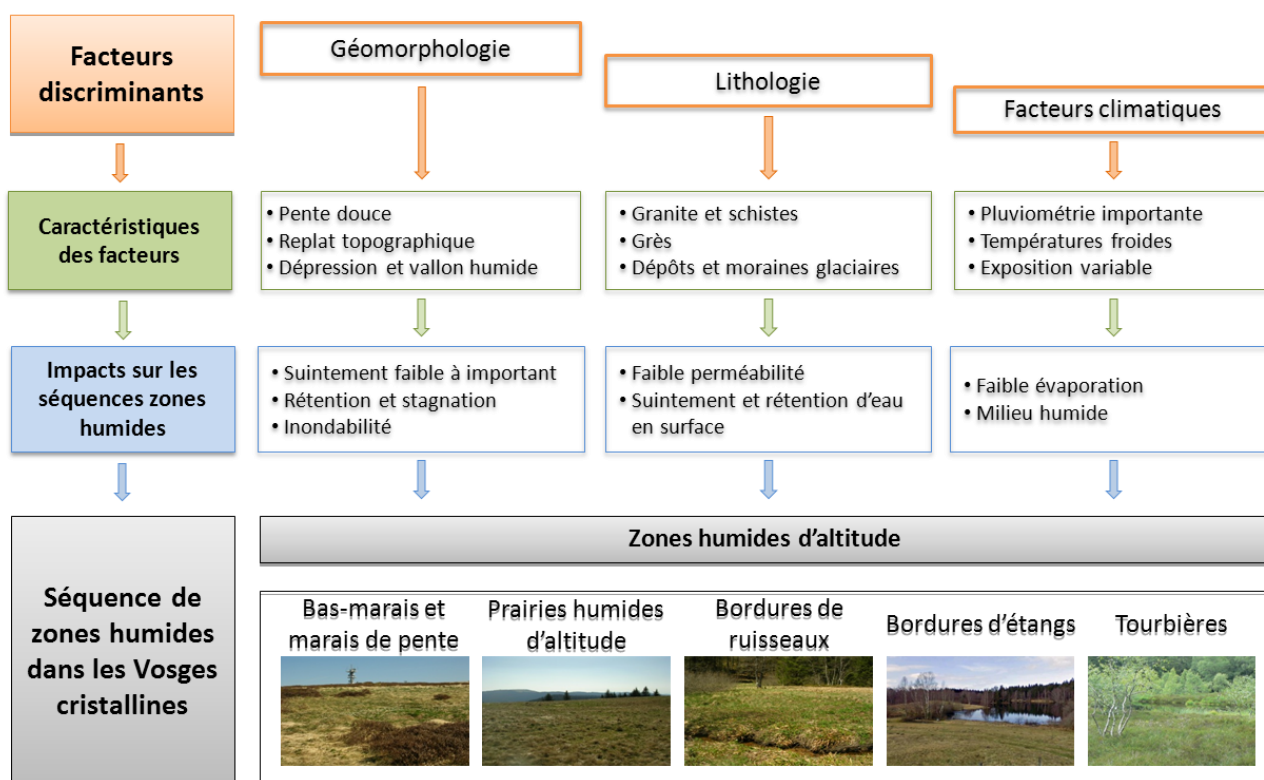 Facteurs
discriminants
Géomorphologie
Lithologie
Facteurs climatiques
Caractéristiques
des facteurs
• Pente douce
• Replat topographique
• Dépression et vallon humide
• Granite et schistes
• Grès
• Dépôts et moraines glaciaires
• Pluviométrie importante
• Températures froides
• Exposition variable
Impacts sur les
séquences zones
humides
• Suintement faible à important
• Rétention et stagnation
• Inondabilité
• Faible perméabilité
• Suintement et rétention d’eau
en surface
• Faible évaporation
• Milieu humide
Séquence de
zones humides
dans les Vosges
cristallines
Zones humides d’altitude
Bas-marais et
marais de pente
Prairies humides
d’altitude
Bordures de
ruisseaux
Bordures d’étangs
Tourbières